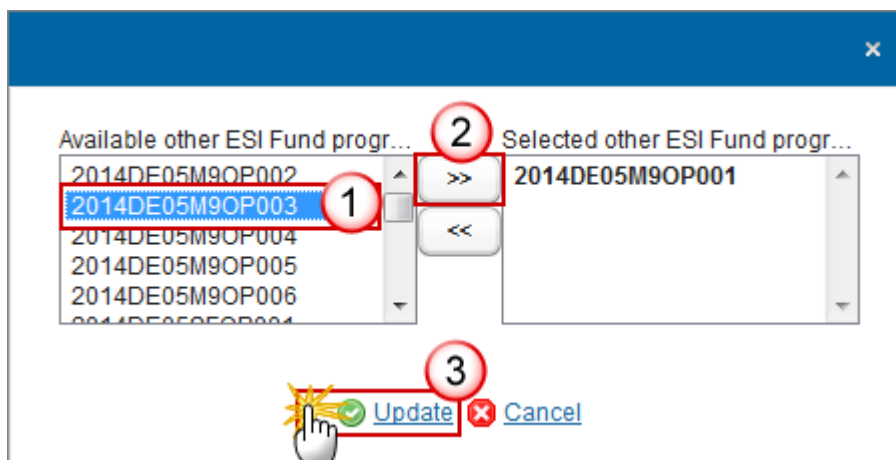 ×
Available other ESI Fund progr...
2
Selected other ESI Fund progr...
2014DE05M9OP002
>>
2014DE05M9OP001
2014DE05M9OP003
1
2014DE05M9OP004
<<
2014DE05M9OP005
2014DE05M9OP006
3
Update
Cancel